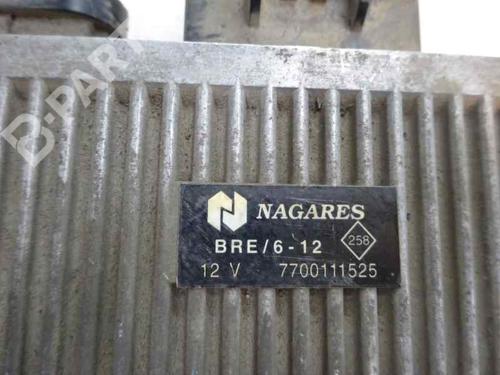 B-PARTS
NAGARES
BRE/6-12
258
12 V 7700111525